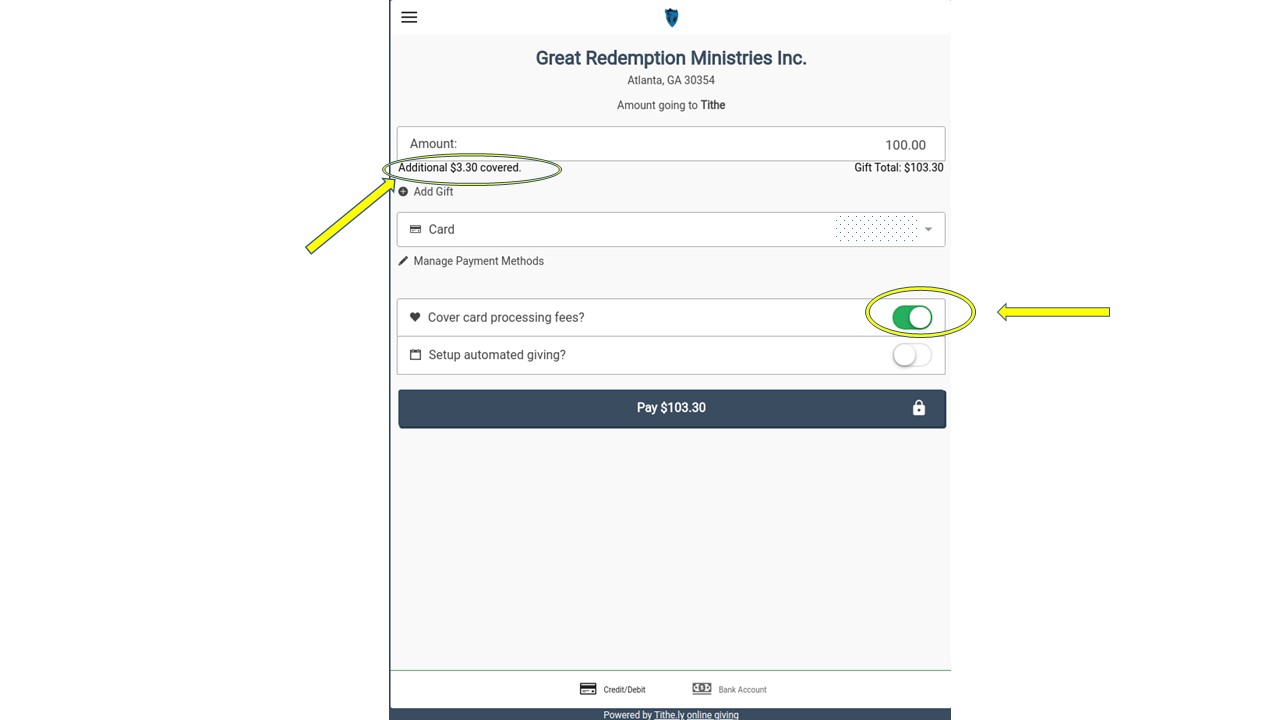 Great Redemption Ministries Inc.
Atlanta, GA 30354
Amount going to Tithe
Amount: 100.00
Additional $3.30 covered. Gift Total: $103.30
Add Gift
Card
Manage Payment Methods
Cover card processing fees?
Setup automated giving?
Pay $103.30
Credit/Debit Bank Account
Powered by Tithe.ly online giving